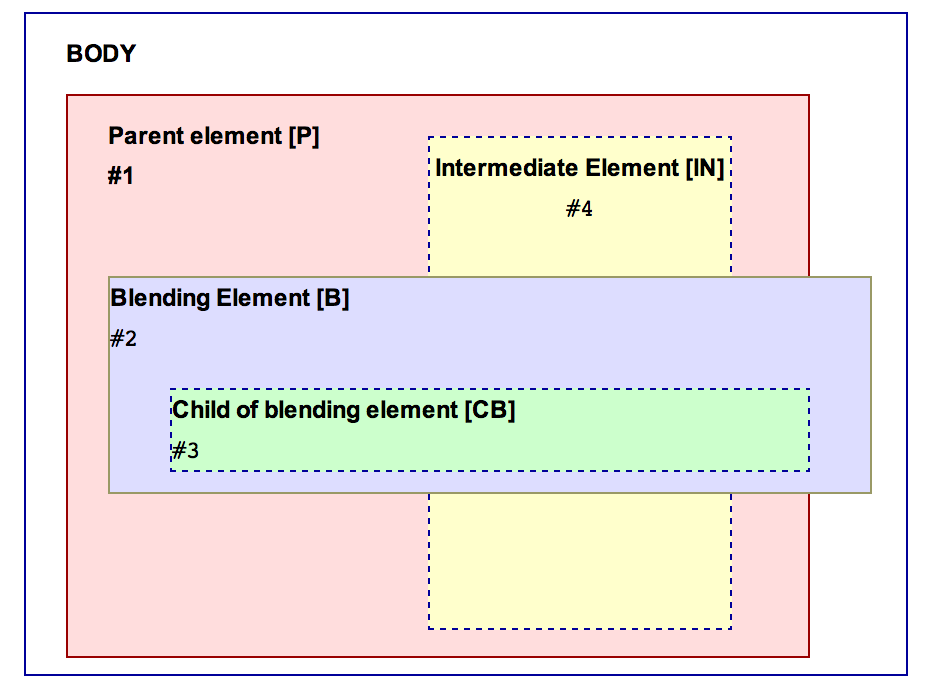 BODY
Parent element [P]
#1
Intermediate Element [IN]
#4
Blending Element [B]
#2
Child of blending element [CB]
#3